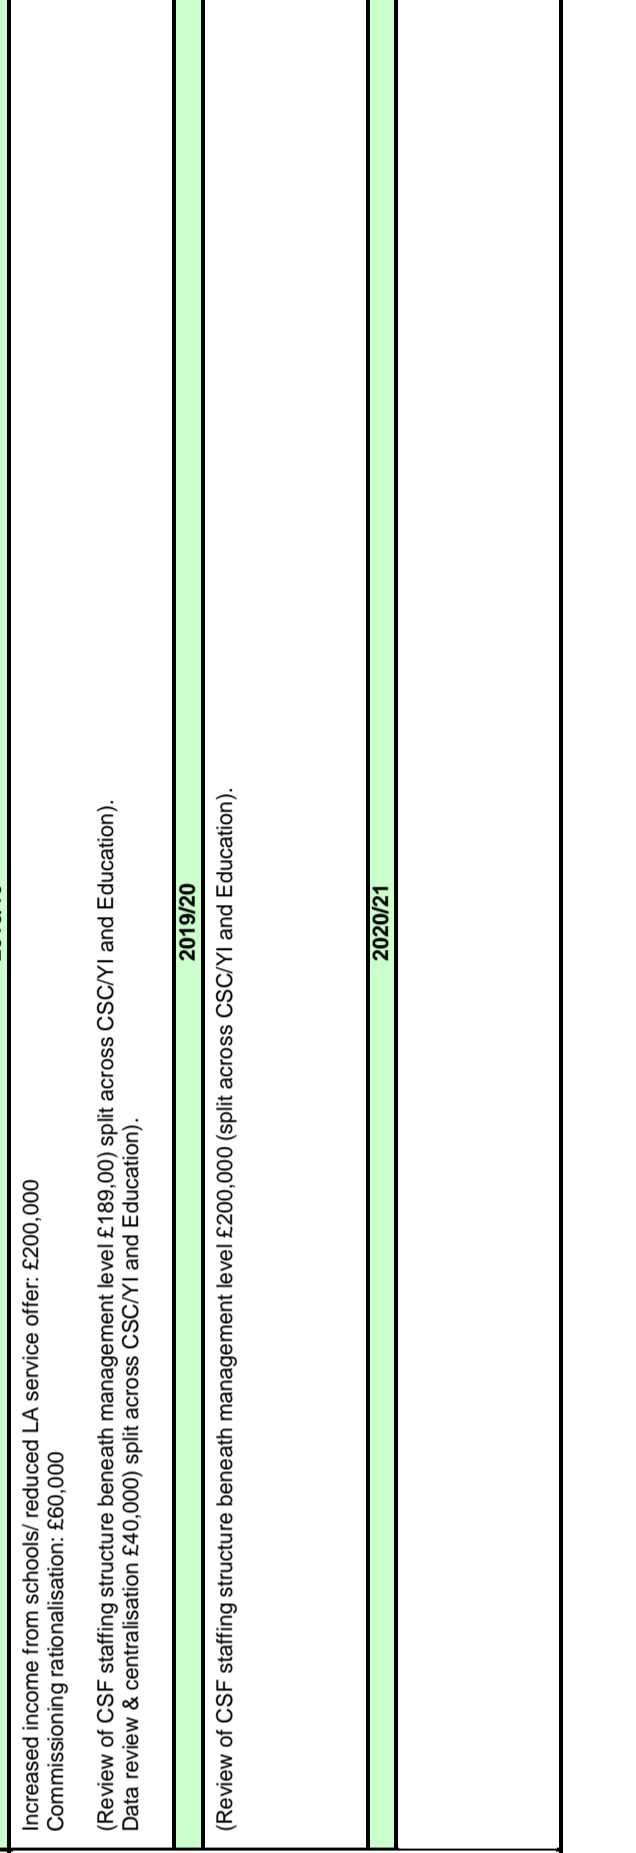 Increased income from schools/ reduced LA service offer: £200,000
Commissioning rationalisation: £60,000
(Review of CSF staffing structure beneath management level £189,00) split across CSC/YI and Education).
Data review & centralisation £40,000) split across CSC/YI and Education).
2019/20
(Review of CSF staffing structure beneath management level £200,000 (split across CSC/YI and Education).
2020/21